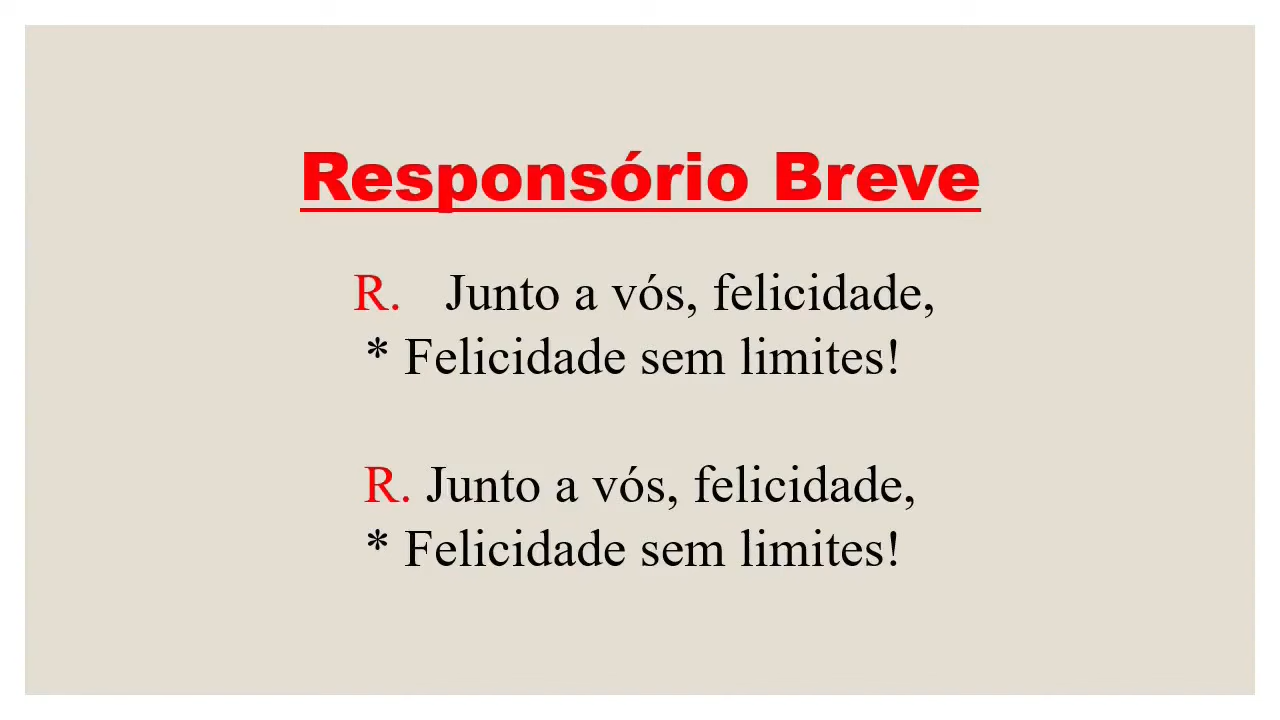 Responsório Breve
R. Junto a vós, felicidade,
* Felicidade sem limites!
R. Junto a vós, felicidade,
* Felicidade sem limites!